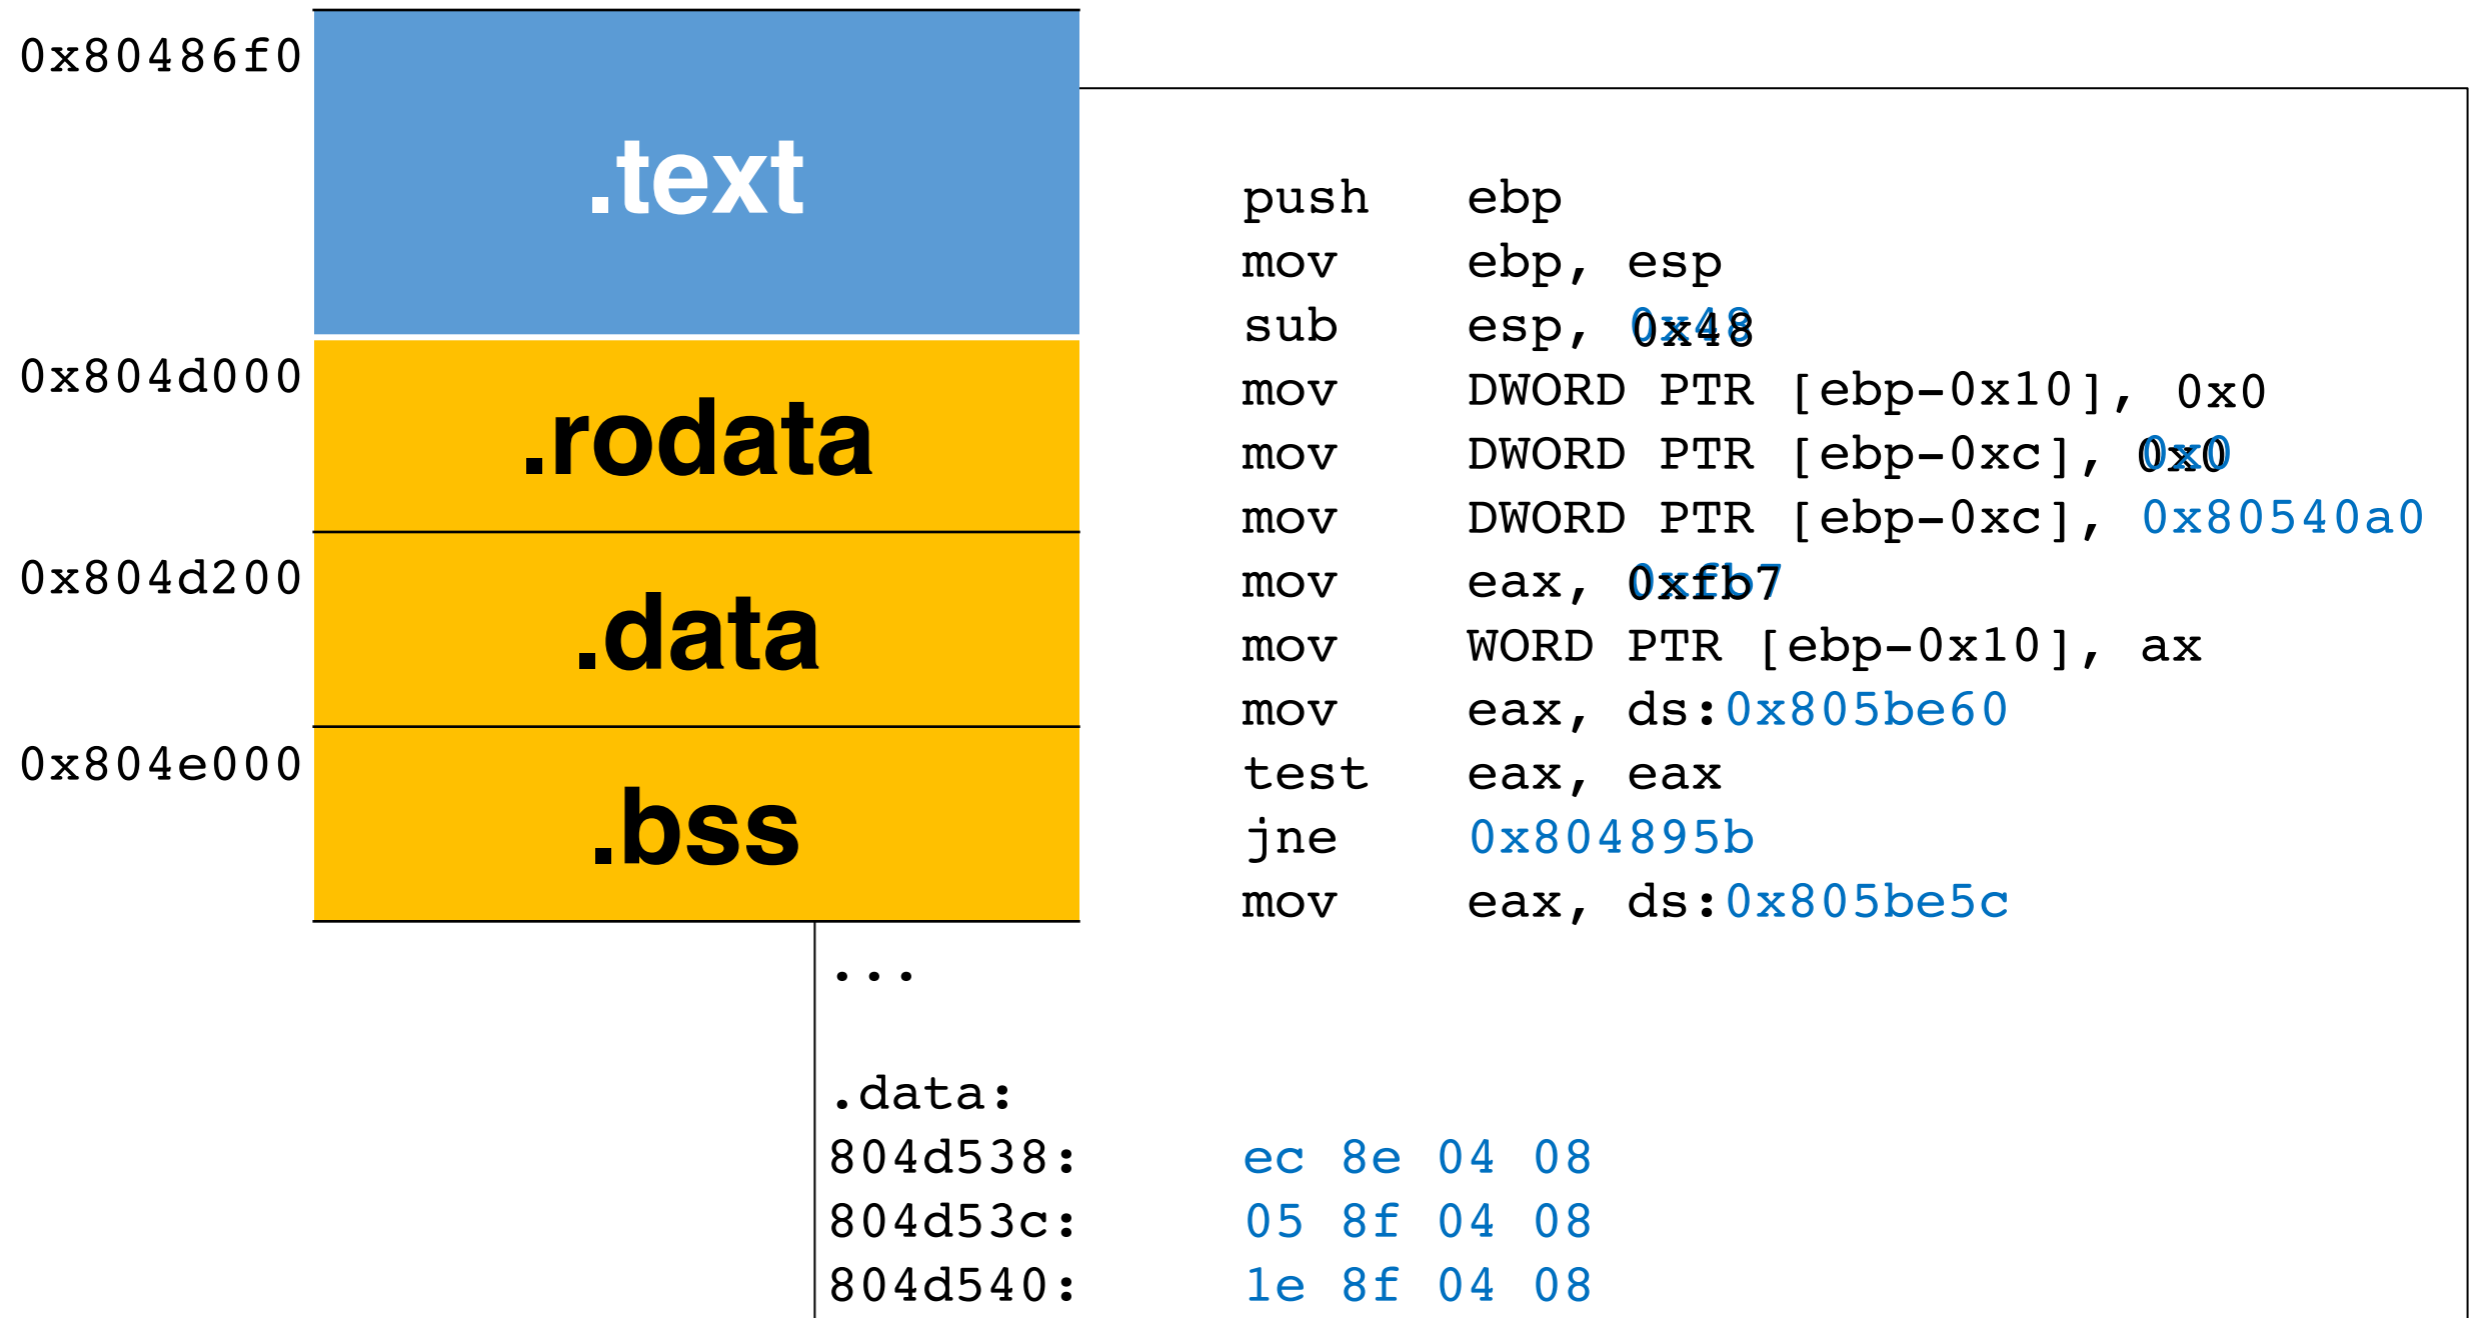 0x80486f0
.text
0x804d000
.rodata
0x804d200
.data
0x804e000
.bss
push ebp
mov ebp, esp
sub esp, 0x48
mov DWORD PTR [ebp-0x10], 0x0
mov DWORD PTR [ebp-0xc], 0x0
mov DWORD PTR [ebp-0xc], 0x80540a0
mov eax, 0xfb7
mov WORD PTR [ebp-0x10], ax
mov eax, ds:0x805be60
test eax, eax
jne 0x804895b
mov eax, ds:0x805be5c
...
.data:
804d538: ec 8e 04 08
804d53c: 05 8f 04 08
804d540: 1e 8f 04 08